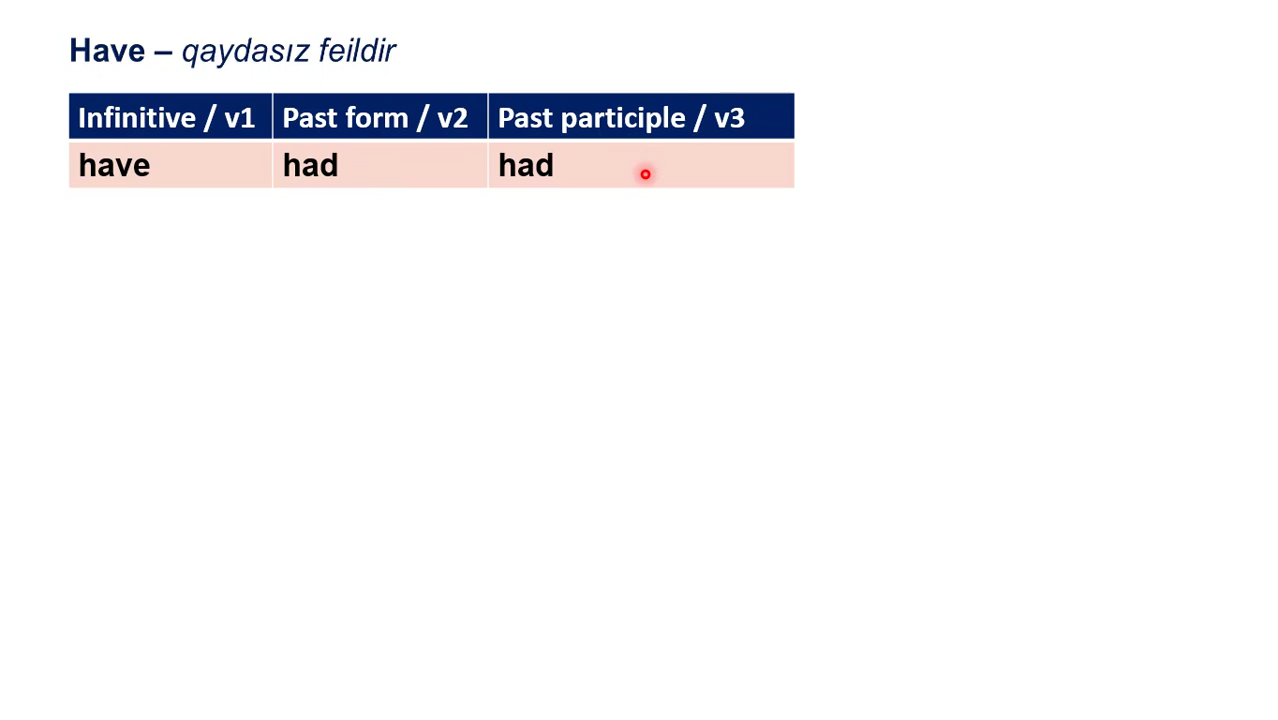 Have – qaydasız feildir
Infinitive / v1 Past form / v2 Past participle / v3
have had had